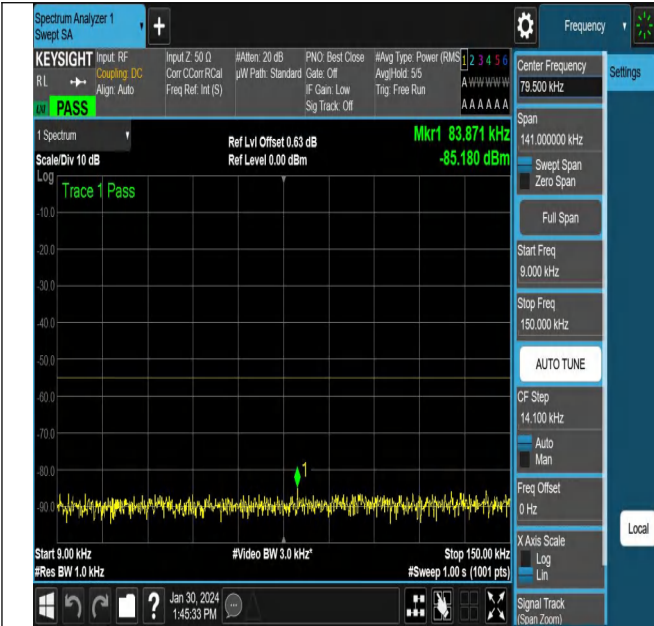 Spectrum Analyzer 1
Swept SA
+
Frequency
KEYSIGHT
Input: RF
Coupling: DC
Align: Auto
Input Z: 50 Ω
Corr CCorr RCal
Freq Ref: Int (S)
#Atten: 20 dB
µW Path: Standard
PNO: Best Close
Gate: Off
IF Gain: Low
Sig Track: Off
#Avg Type: Power (RMS
Avg|Hold: 5/5
Trig: Free Run
1 2 3 4 5 6
A W W W W W
A A A A A A
R L
PASS
1 Spectrum
Scale/Div 10 dB
Ref Lvl Offset 0.63 dB
Ref Level 0.00 dBm
Mkr1 83.871 kHz
-85.180 dBm
Log
Trace 1 Pass
-10.0
-20.0
-30.0
-40.0
-50.0
-60.0
-70.0
-80.0
-90.0
1
Start 9.00 kHz
#Video BW 3.0 kHz*
Stop 150.00 kHz
#Res BW 1.0 kHz
#Sweep 1.00 s (1001 pts)
?
Jan 30, 2024
1:45:33 PM
Center Frequency
79.500 kHz
Settings
Span
141.000000 kHz
Swept Span
Zero Span
Full Span
Start Freq
9.000 kHz
Stop Freq
150.000 kHz
AUTO TUNE
CF Step
14.100 kHz
Auto
Man
Freq Offset
0 Hz
Local
X Axis Scale
Log
Lin
Signal Track
(Span Zoom)